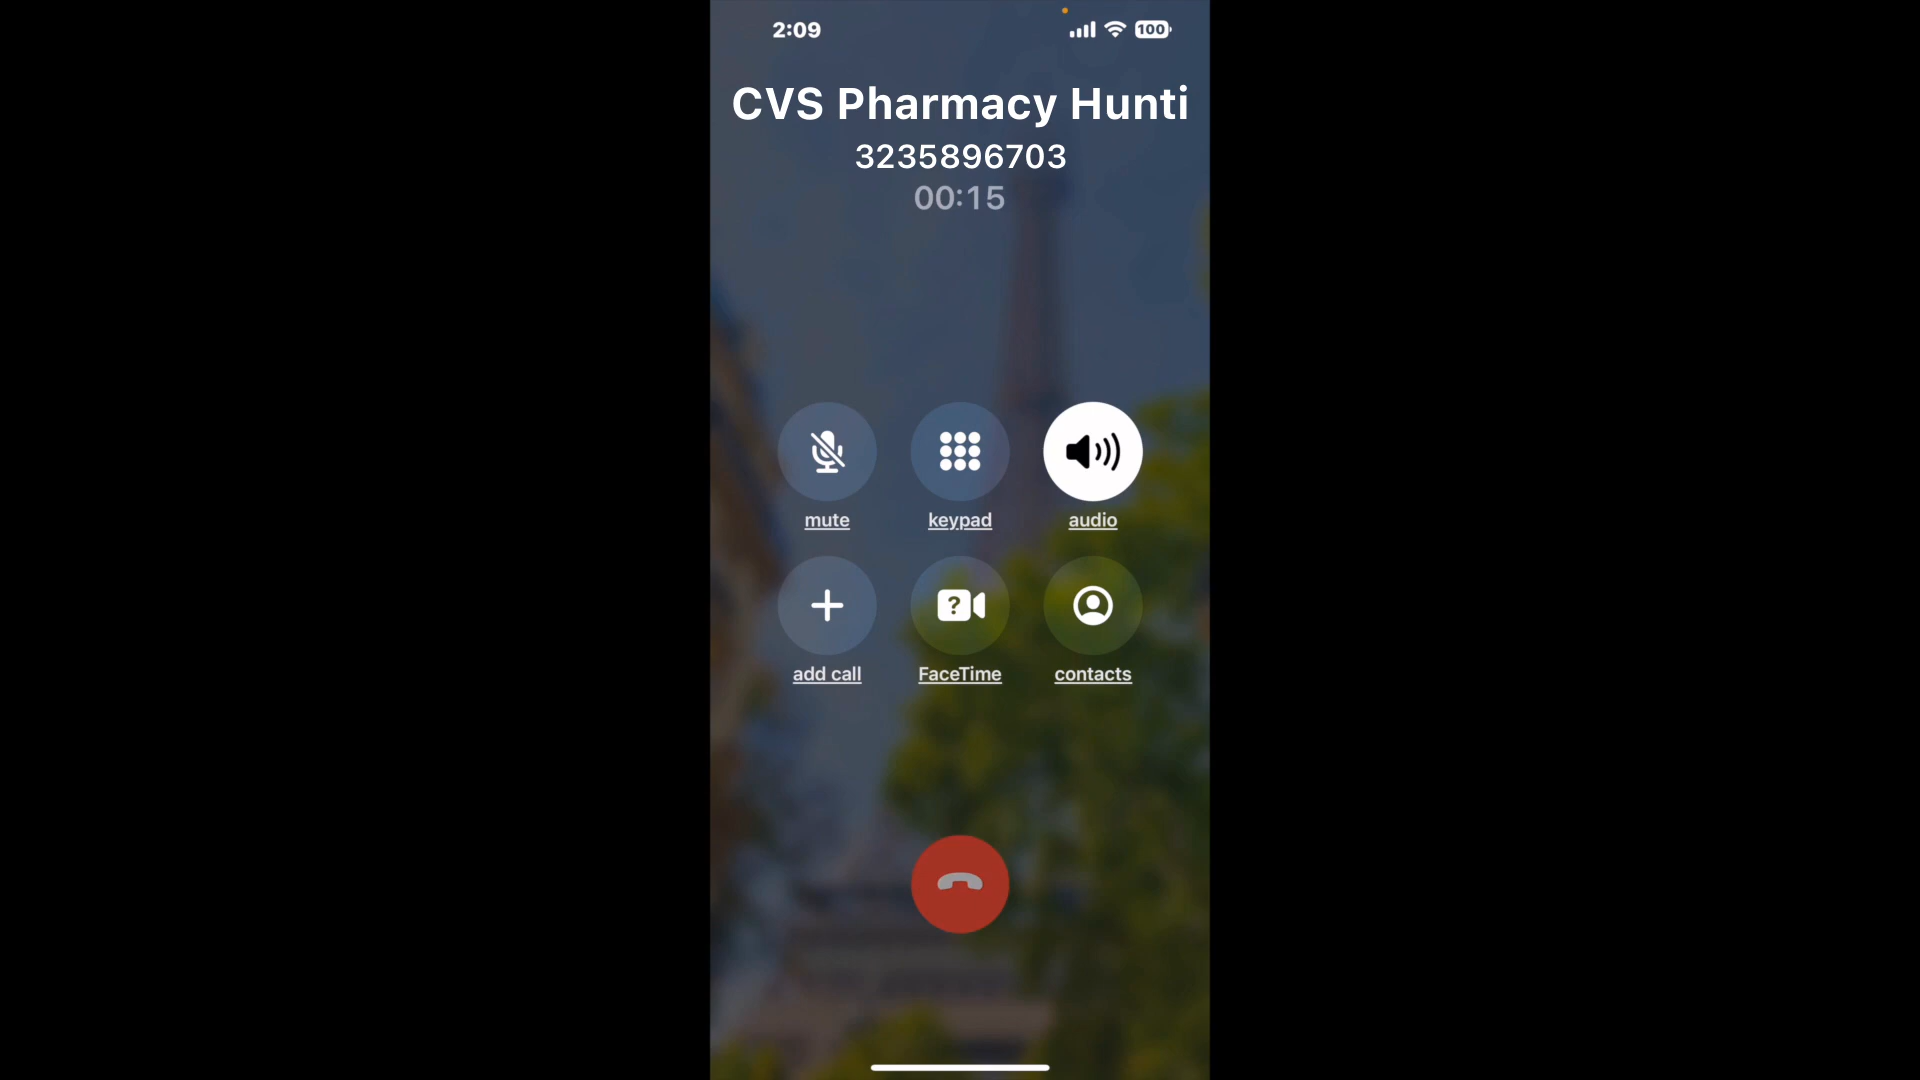 2:09
100
CVS Pharmacy Hunti
3235896703
00:15
mute
keypad
audio
?
add call
FaceTime
contacts